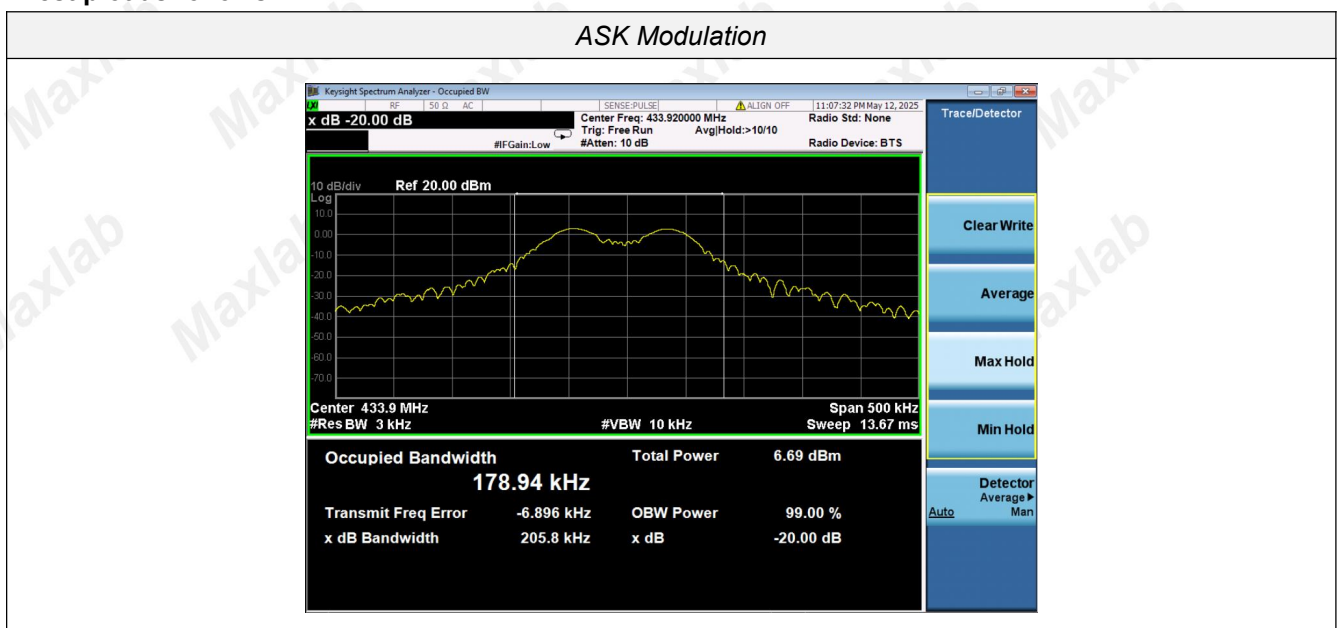 ASK Modulation
Keysight Spectrum Analyzer - Occupied BW
LXI RF 50 Ω AC SENSE:PULSE ALIGN OFF 11:07:32 PM May 12, 2025
x dB -20.00 dB
Center Freq: 433.920000 MHz Radio Std: None
Trig: Free Run Avg|Hold:>10/10
#IFGain:Low #Atten: 10 dB Radio Device: BTS
10 dB/div Ref 20.00 dBm
Log
10.0
0.00
-10.0
-20.0
-30.0
-40.0
-50.0
-60.0
-70.0
Center 433.9 MHz Span 500 kHz
#Res BW 3 kHz #VBW 10 kHz Sweep 13.67 ms
Occupied Bandwidth Total Power 6.69 dBm
178.94 kHz
Transmit Freq Error -6.896 kHz OBW Power 99.00 %
x dB Bandwidth 205.8 kHz x dB -20.00 dB
Trace/Detector
Clear Write
Average
Max Hold
Min Hold
Detector
Average
Auto Man
Maxlab
Maxlab
Maxlab
Maxlab